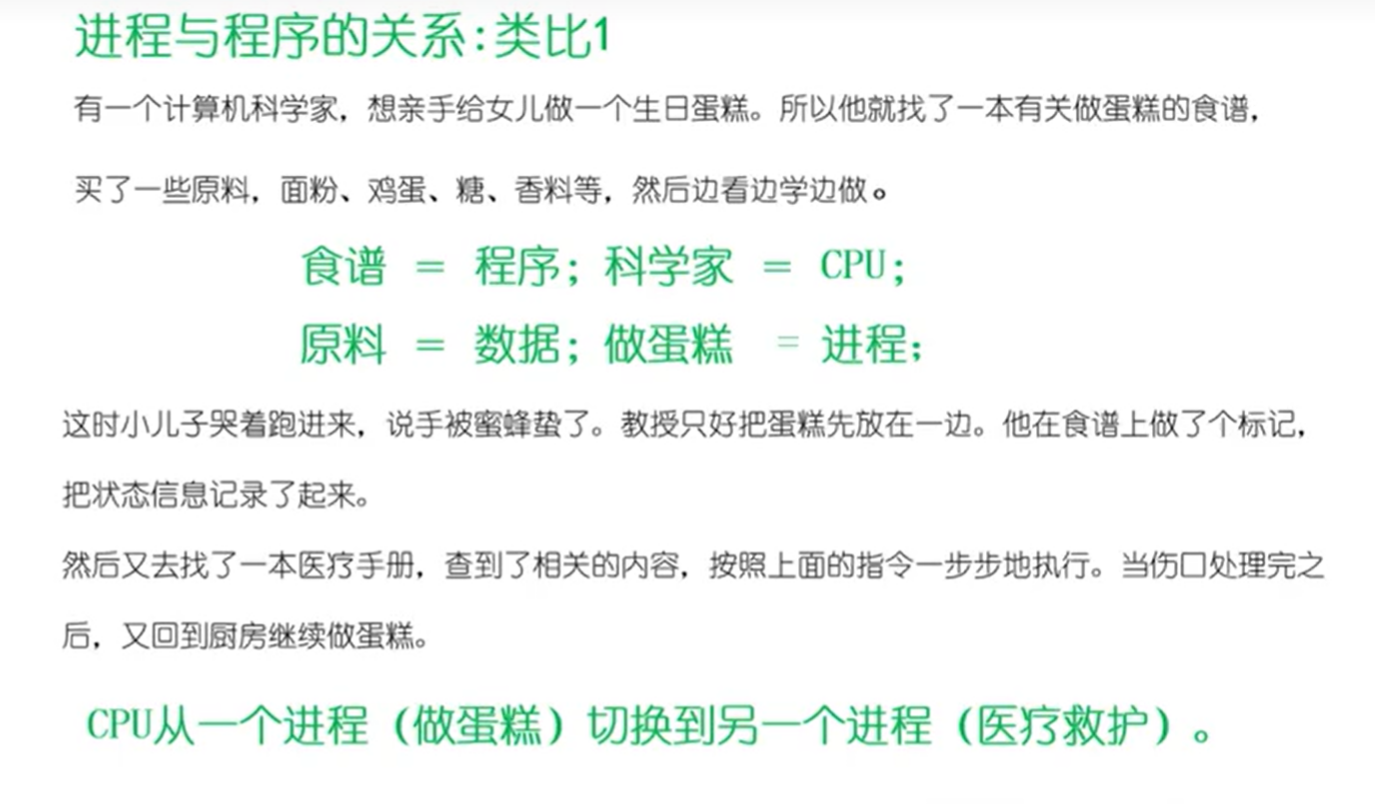 进程与程序的关系:类比1
有一个计算机科学家，想亲手给女儿做一个生日蛋糕。所以他就找了一本有关做蛋糕的食谱，
买了一些原料，面粉、鸡蛋、糖、香料等，然后边看边学边做。
食谱 = 程序；科学家 = CPU；
原料 = 数据；做蛋糕 = 进程；
这时小儿子哭着跑进来，说手被蜜蜂蛰了。教授只好把蛋糕先放在一边。他在食谱上做了个标记，
把状态信息记录了起来。
然后又去找了一本医疗手册，查到了相关的内容，按照上面的指令一步步地执行。当伤口处理完之
后，又回到厨房继续做蛋糕。
CPU从一个进程（做蛋糕）切换到另一个进程（医疗救护）。